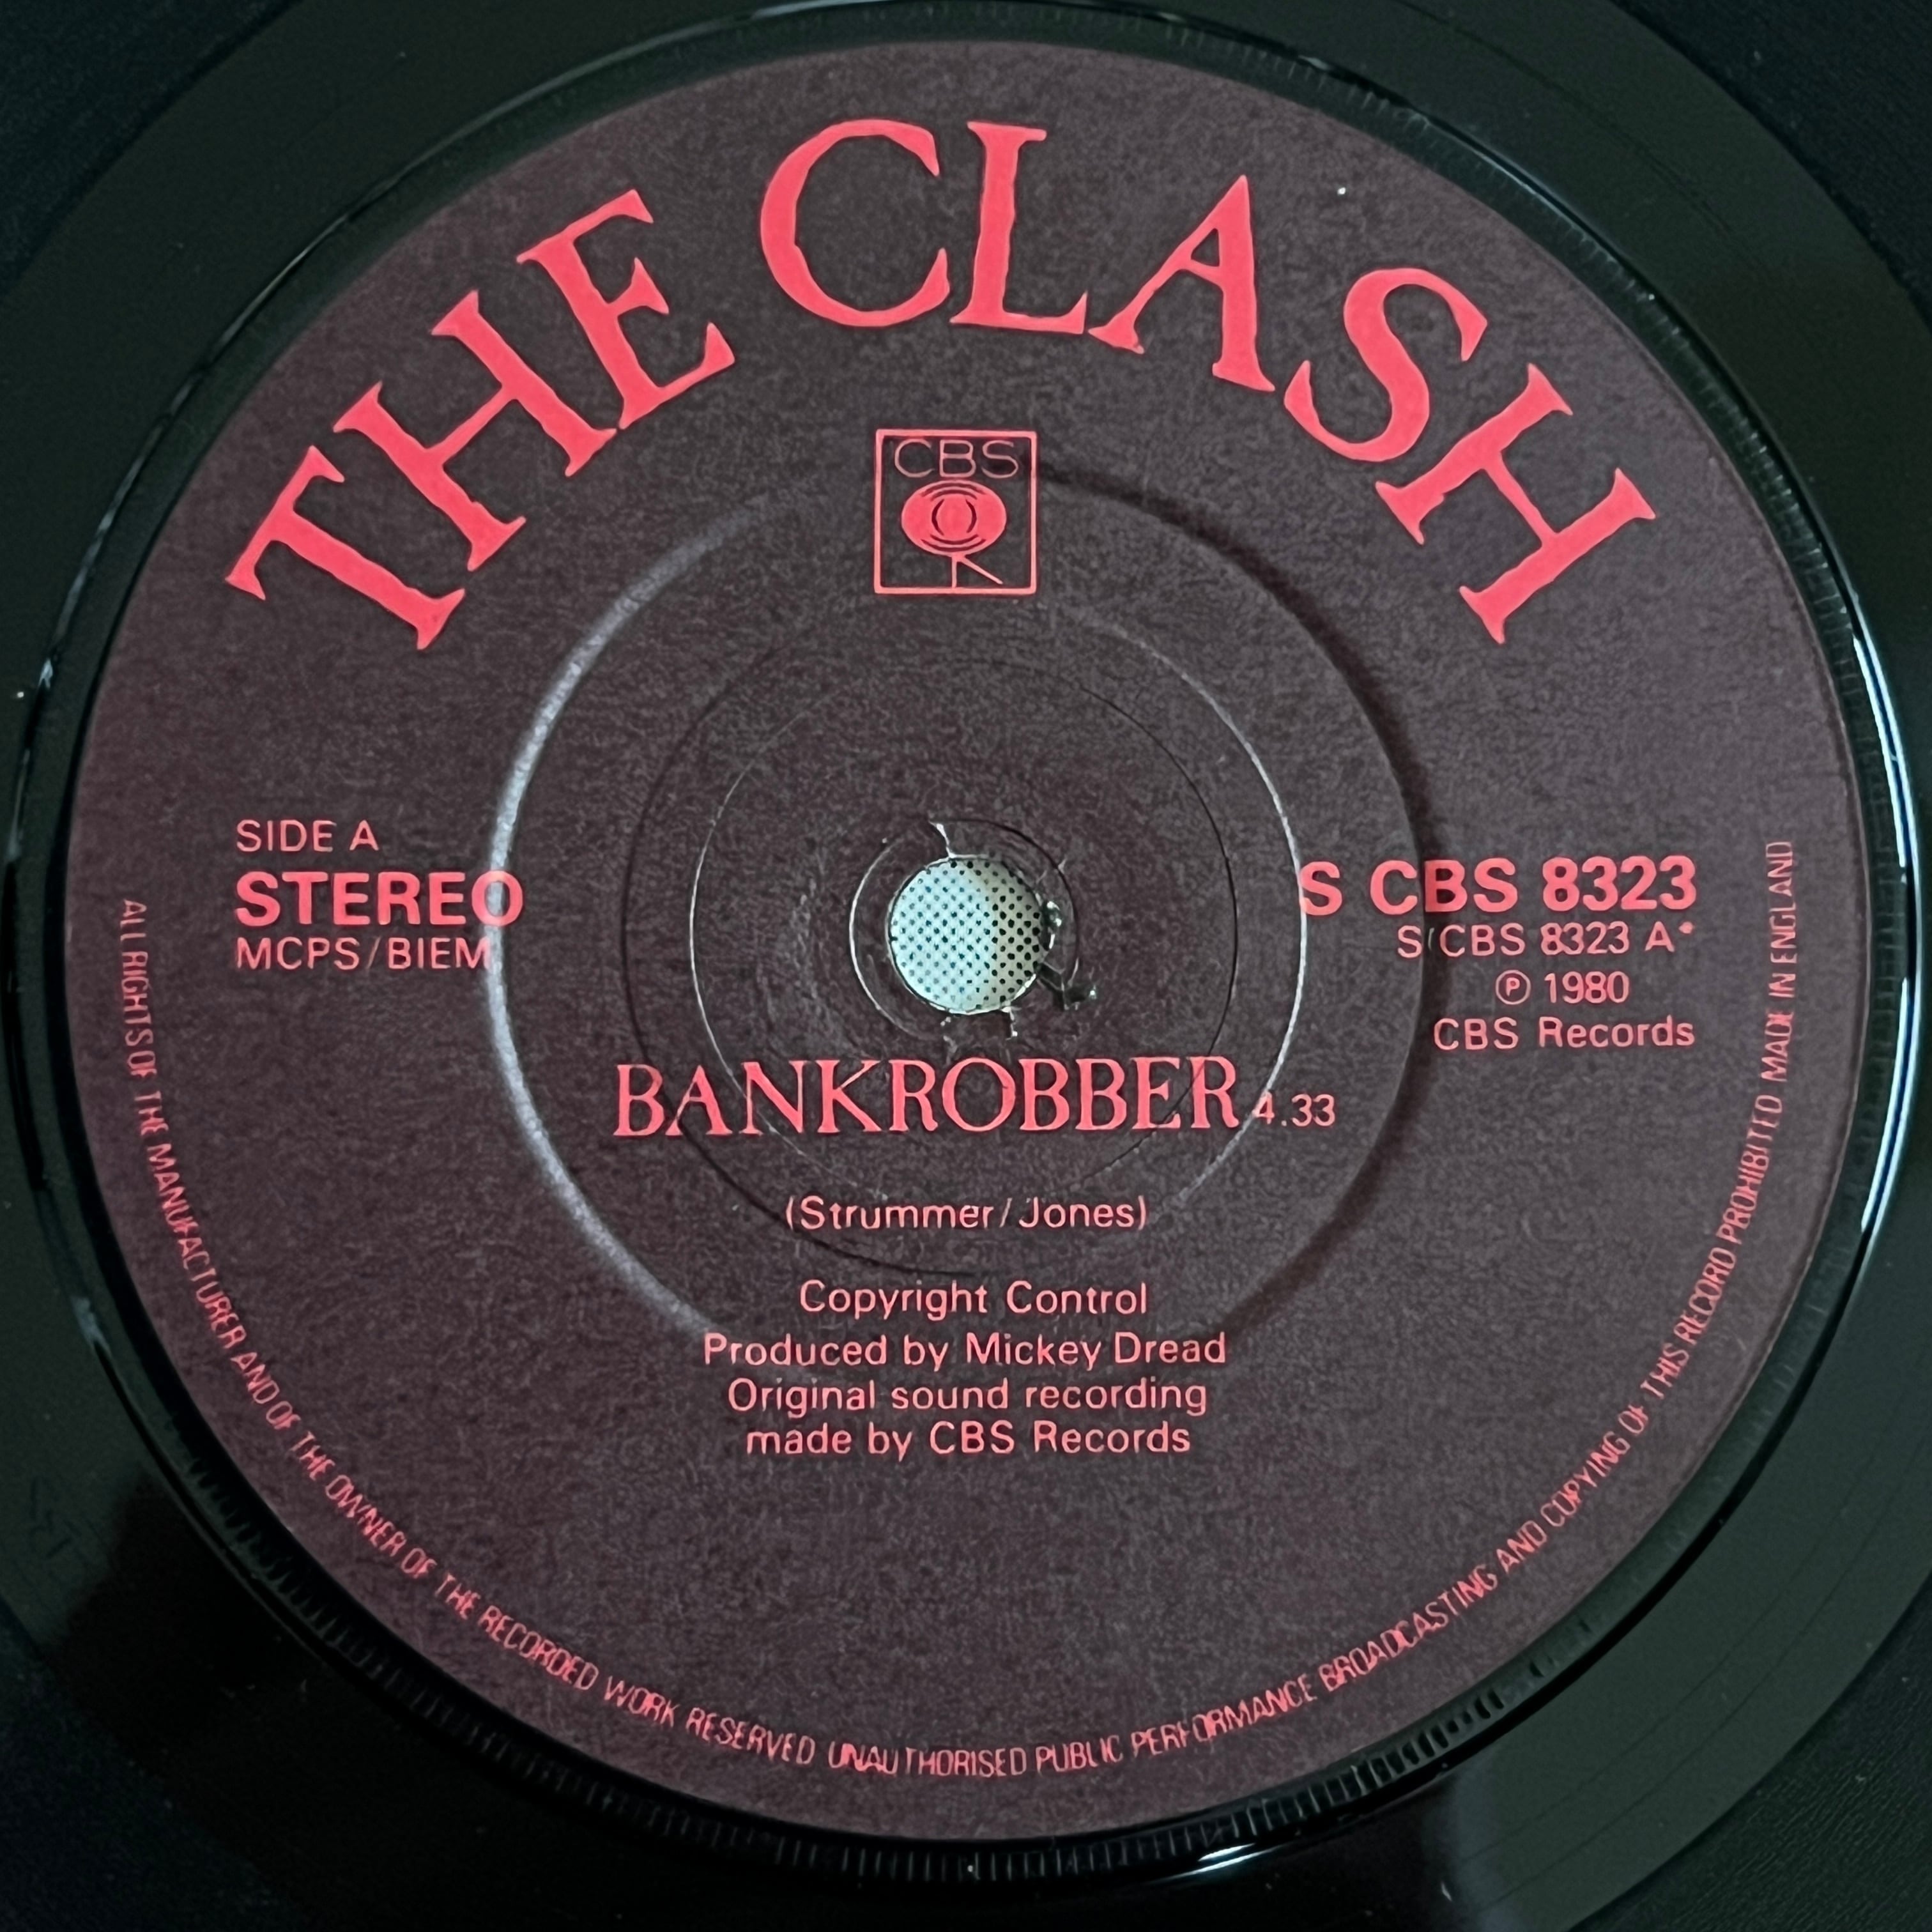 THE CLASH
CBS
SIDE A
STEREO
MCPS/BIEM
S CBS 8323
S CBS 8323 A*
℗ 1980
CBS Records
BANKROBBER 4.33
(Strummer/Jones)
Copyright Control
Produced by Mickey Dread
Original sound recording
made by CBS Records
ALL RIGHTS OF THE MANUFACTURER AND OF THE OWNER OF THE RECORDED WORK RESERVED UNAUTHORISED PUBLIC PERFORMANCE BROADCASTING AND COPYING OF THIS RECORD PROHIBITED MADE IN ENGLAND